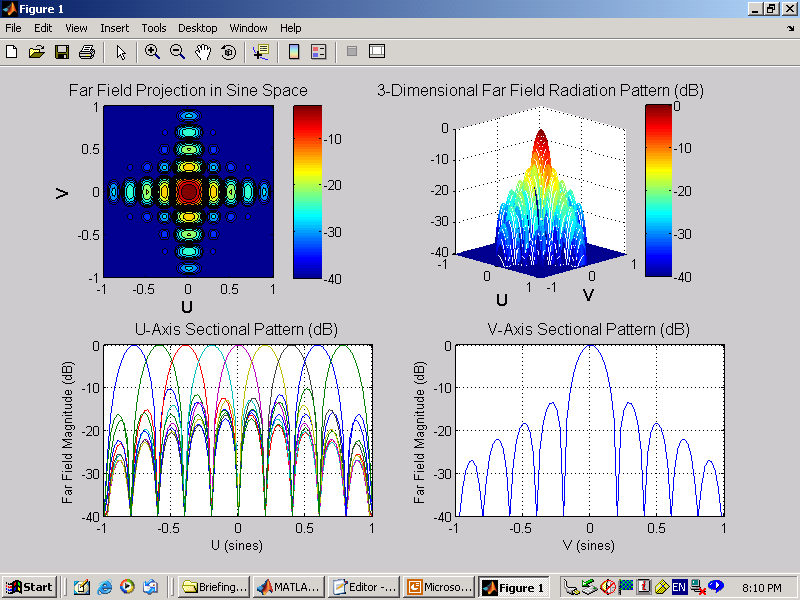 Figure 1
File Edit View Insert Tools Desktop Window Help
Far Field Projection in Sine Space
3-Dimensional Far Field Radiation Pattern (dB)
1
0.5
0
-0.5
-1
V
-1 -0.5 0 0.5 1
U
-10
-20
-30
-40
0
-10
-20
-30
-40
-1 0 1
U
-1 0 1
V
0
-10
-20
-30
-40
U-Axis Sectional Pattern (dB)
V-Axis Sectional Pattern (dB)
Far Field Magnitude (dB)
0
-10
-20
-30
-40
-1 -0.5 0 0.5 1
U (sines)
Far Field Magnitude (dB)
0
-10
-20
-30
-40
-1 -0.5 0 0.5 1
V (sines)
Start
Briefing...
MATLA...
Editor -...
Microso...
Figure 1
EN
8:10 PM